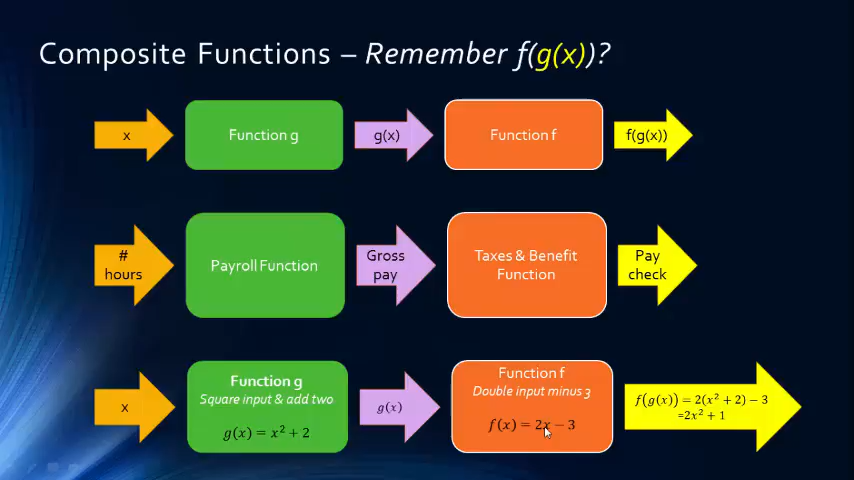 Composite Functions – Remember f(g(x))?
x
Function g
g(x)
Function f
f(g(x))
#
hours
Payroll Function
Gross
pay
Taxes & Benefit
Function
Pay
check
x
Function g
Square input & add two
g(x) = x² + 2
g(x)
Function f
Double input minus 3
f(x) = 2x − 3
f(g(x)) = 2(x² + 2) − 3
=2x² + 1